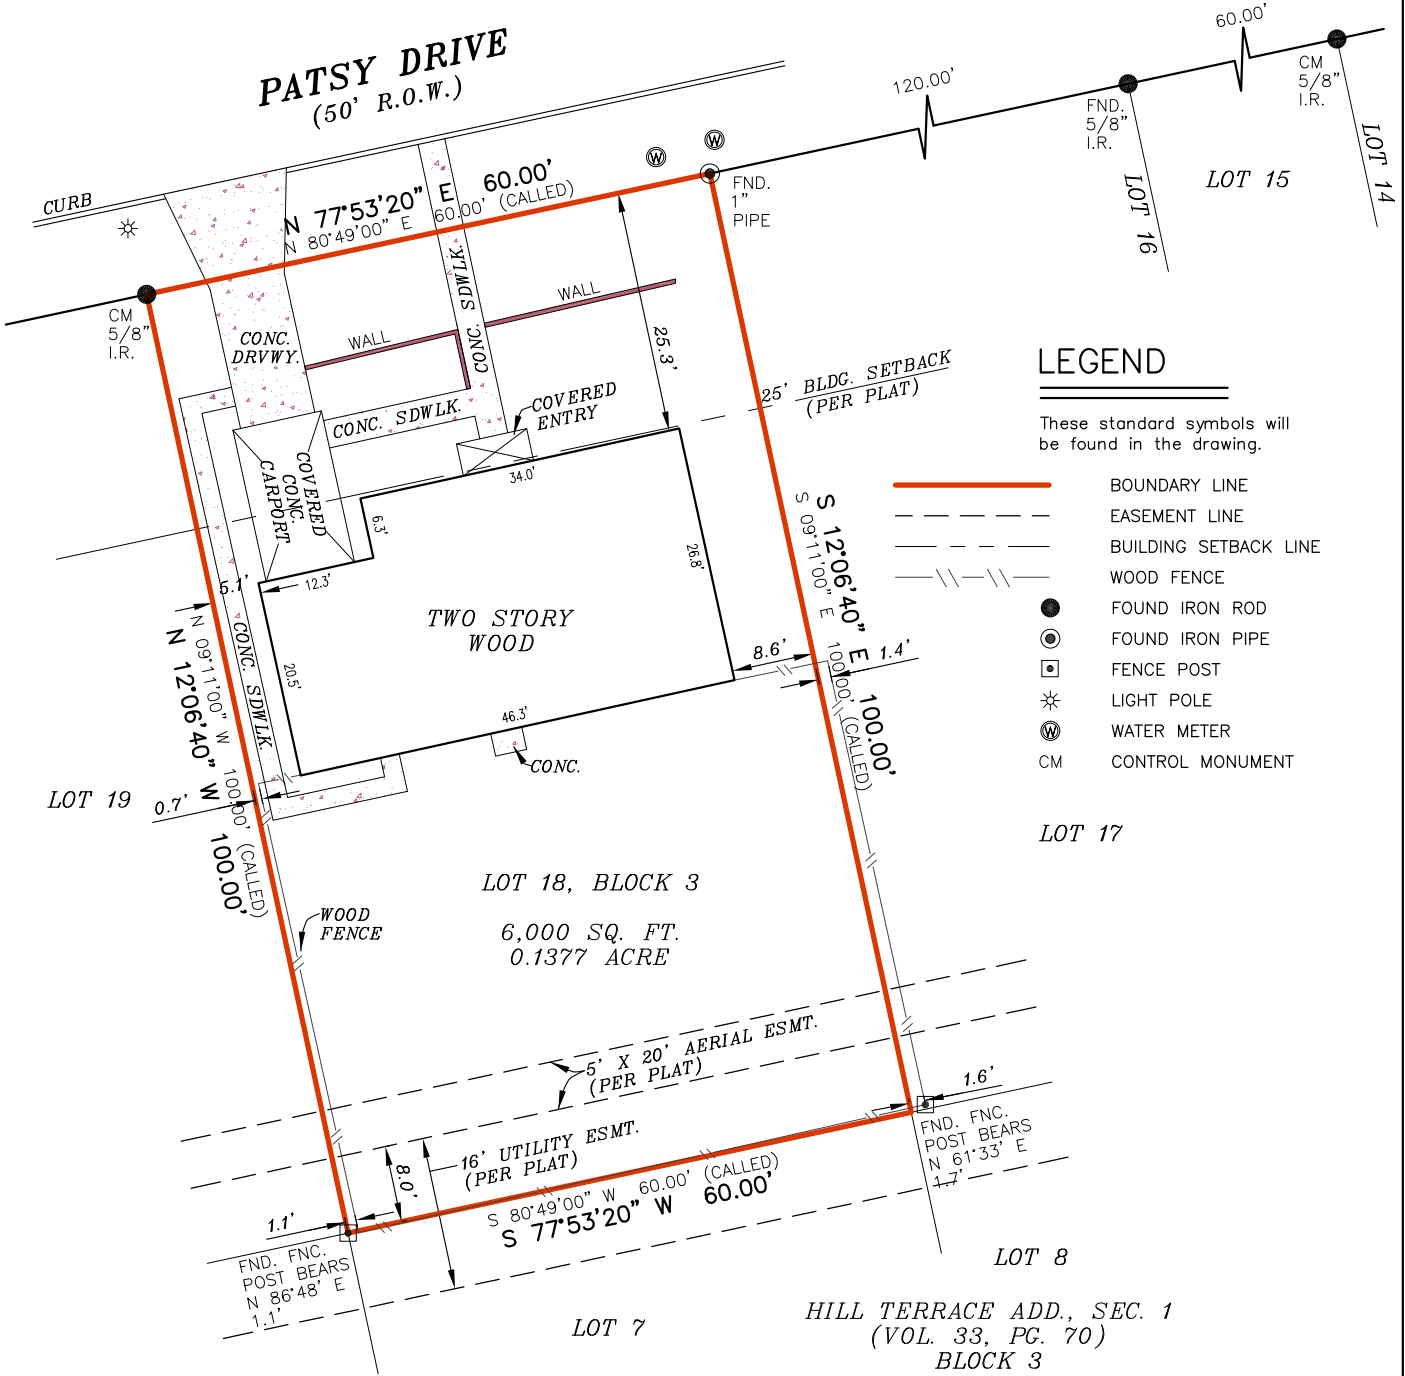 PATSY DRIVE
(50' R.O.W.)
60.00'
120.00'
CM
5/8"
I.R.
FND.
5/8"
I.R.
LOT 14
LOT 15
LOT 16
CURB
N 77°53'20" E 60.00'
N 80°49'00" E 60.00' (CALLED)
W
W
FND.
1"
PIPE
CM
5/8"
I.R.
CONC.
DRVWY.
WALL
WALL
CONC. SDWLK.
25.3'
25' BLDG. SETBACK
(PER PLAT)
CONC. SDWLK.
COVERED
ENTRY
COVERED
CONC.
CARPORT
34.0'
6.3'
12.3'
5.1'
26.8'
20.5'
46.3'
TWO STORY
WOOD
CONC. SDWLK.
CONC.
8.6'
1.4'
S 12°06'40" E 100.00'
S 09°11'00" E 100.00' (CALLED)
N 09°11'00" W 100.00' (CALLED)
N 12°06'40" W 100.00'
LOT 19
0.7'
LEGEND
These standard symbols will
be found in the drawing.
BOUNDARY LINE
EASEMENT LINE
BUILDING SETBACK LINE
WOOD FENCE
FOUND IRON ROD
FOUND IRON PIPE
FENCE POST
LIGHT POLE
W WATER METER
CM CONTROL MONUMENT
LOT 17
LOT 18, BLOCK 3
6,000 SQ. FT.
0.1377 ACRE
WOOD
FENCE
5' X 20' AERIAL ESMT.
(PER PLAT)
16' UTILITY ESMT.
(PER PLAT)
8.0'
S 80°49'00" W 60.00' (CALLED)
S 77°53'20" W 60.00'
1.6'
FND. FNC.
POST BEARS
N 61°33' E
1.7'
1.1'
FND. FNC.
POST BEARS
N 86°48' E
1.1'
LOT 8
LOT 7
HILL TERRACE ADD., SEC. 1
(VOL. 33, PG. 70)
BLOCK 3